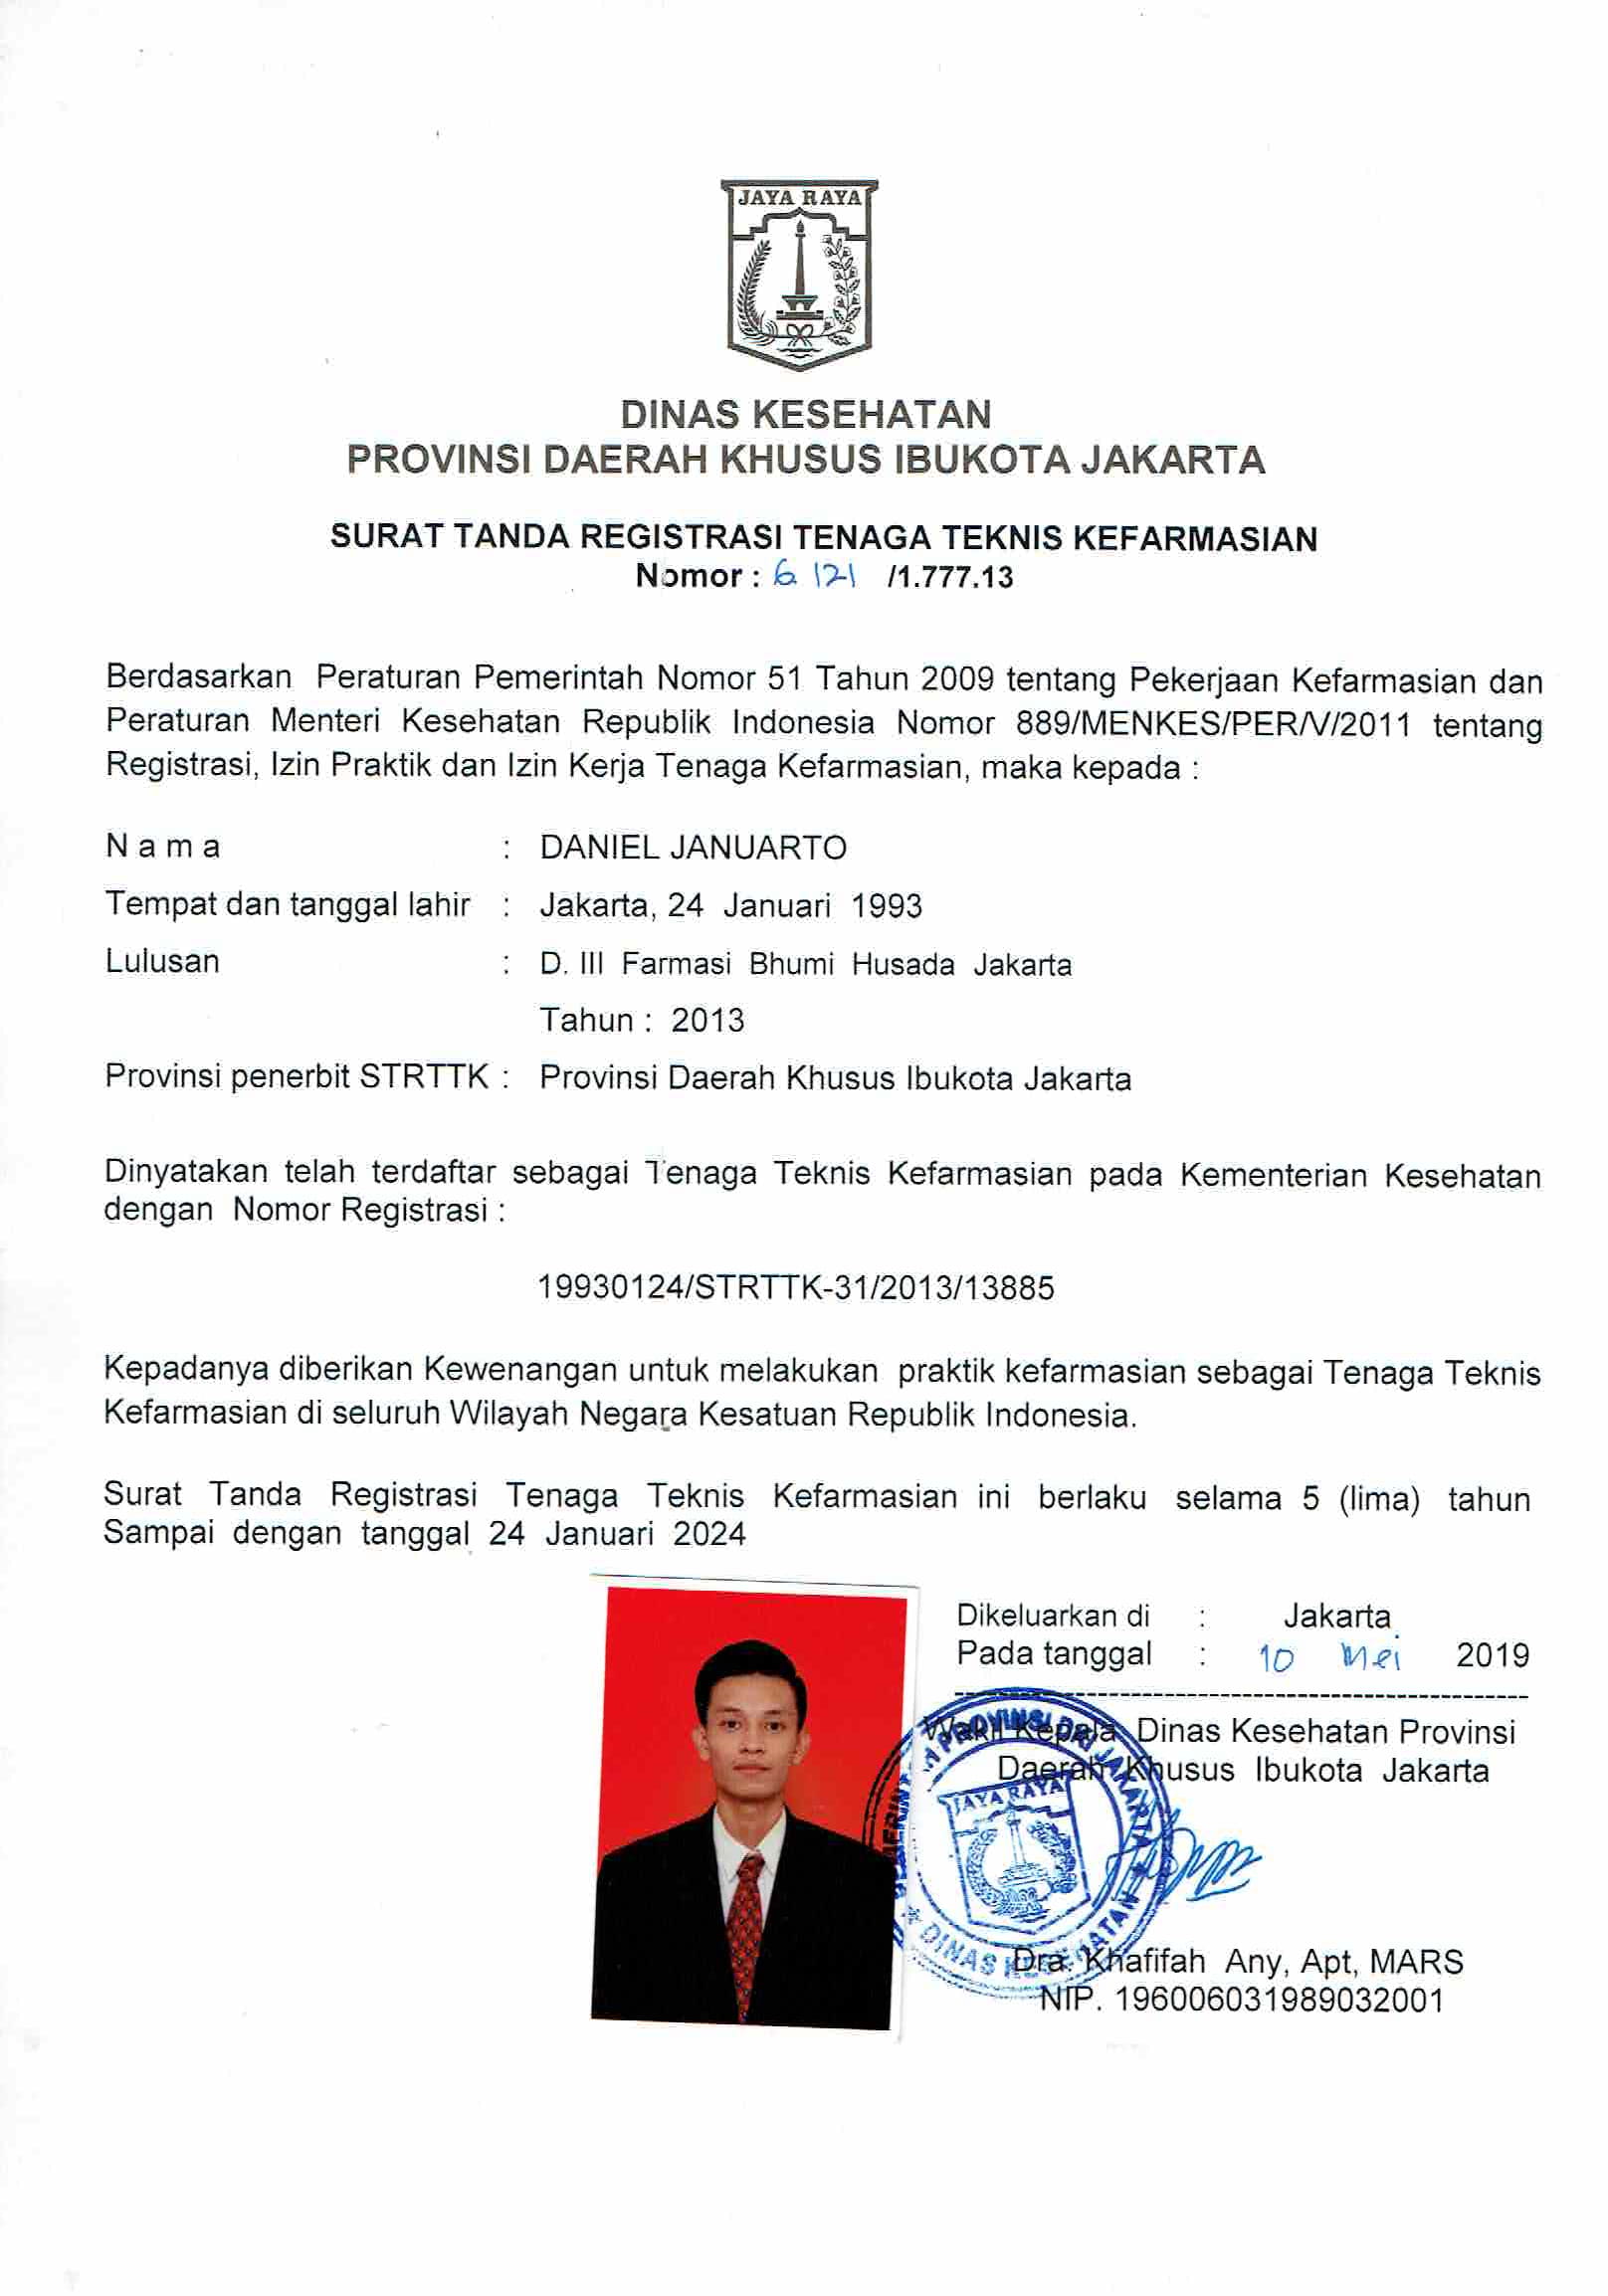 JAYA RAYA
DINAS KESEHATAN
PROVINSI DAERAH KHUSUS IBUKOTA JAKARTA
SURAT TANDA REGISTRASI TENAGA TEKNIS KEFARMASIAN
Nomor : 6121 /1.777.13
Berdasarkan Peraturan Pemerintah Nomor 51 Tahun 2009 tentang Pekerjaan Kefarmasian dan
Peraturan Menteri Kesehatan Republik Indonesia Nomor 889/MENKES/PER/V/2011 tentang
Registrasi, Izin Praktik dan Izin Kerja Tenaga Kefarmasian, maka kepada :
N a m a : DANIEL JANUARTO
Tempat dan tanggal lahir : Jakarta, 24 Januari 1993
Lulusan : D. III Farmasi Bhumi Husada Jakarta
Tahun : 2013
Provinsi penerbit STRTTK : Provinsi Daerah Khusus Ibukota Jakarta
Dinyatakan telah terdaftar sebagai Tenaga Teknis Kefarmasian pada Kementerian Kesehatan
dengan Nomor Registrasi :
19930124/STRTTK-31/2013/13885
Kepadanya diberikan Kewenangan untuk melakukan praktik kefarmasian sebagai Tenaga Teknis
Kefarmasian di seluruh Wilayah Negara Kesatuan Republik Indonesia.
Surat Tanda Registrasi Tenaga Teknis Kefarmasian ini berlaku selama 5 (lima) tahun
Sampai dengan tanggal 24 Januari 2024
Dikeluarkan di : Jakarta
Pada tanggal : 10 Mei 2019
Wakil Kepala Dinas Kesehatan Provinsi
Daerah Khusus Ibukota Jakarta
PROVINSI DKI JAKARTA
JAYA RAYA
DINAS KESEHATAN
Dra. Khafifah Any, Apt, MARS
NIP. 196006031989032001